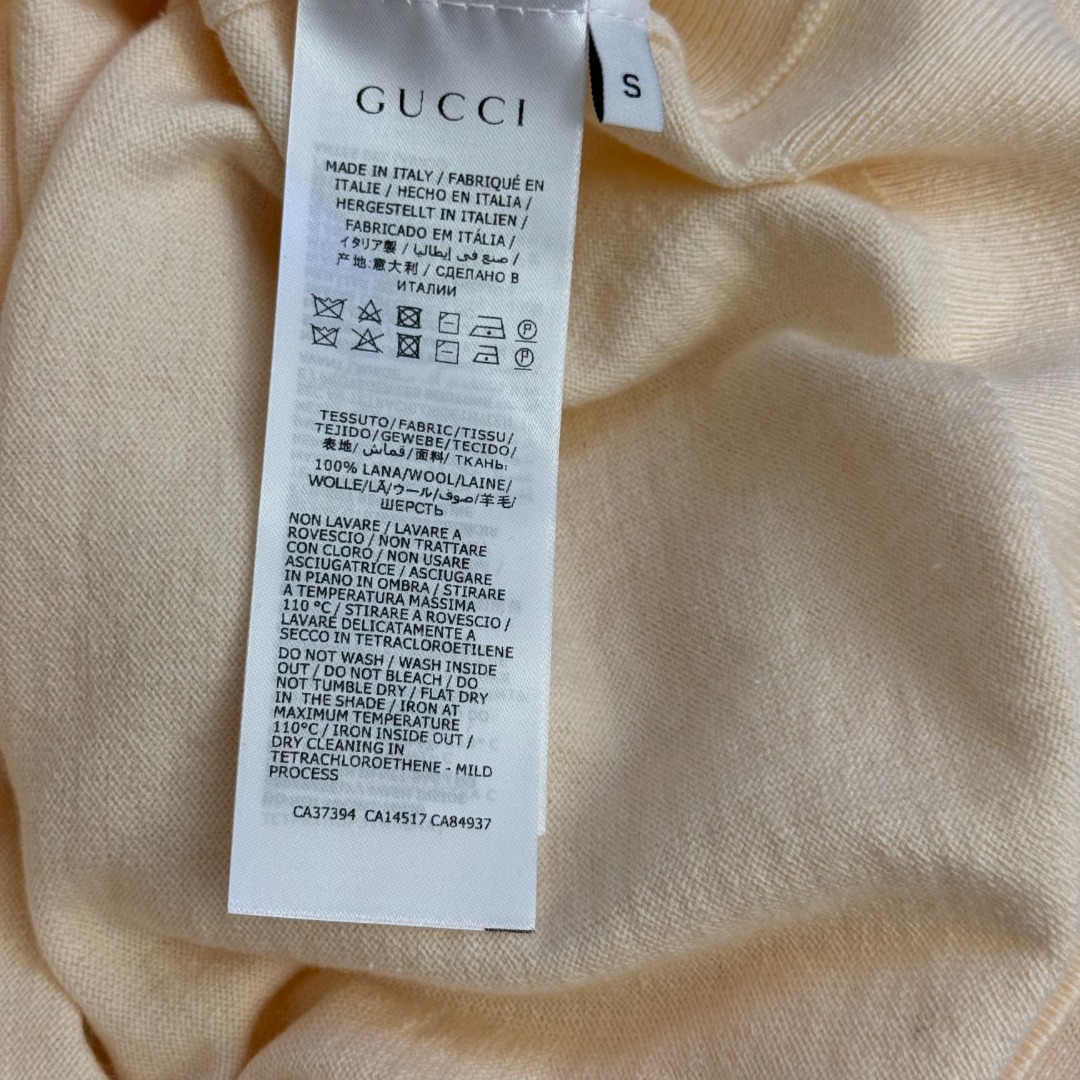 GUCCI
S
MADE IN ITALY / FABRIQUÉ EN
ITALIE / HECHO EN ITALIA /
HERGESTELLT IN ITALIEN /
FABRICADO EM ITÁLIA /
イタリア製 / صنع في إيطاليا /
产地:意大利 / СДЕЛАНО В
ИТАЛИИ
TESSUTO/FABRIC/TISSU/
TEJIDO/GEWEBE/TECIDO/
表地/قماش/面料/ ТКАНЬ:
100% LANA/WOOL/LAINE/
WOLLE/LÃ/ウール/صوف/羊毛/
ШЕРСТЬ
NON LAVARE / LAVARE A
ROVESCIO / NON TRATTARE
CON CLORO / NON USARE
ASCIUGATRICE / ASCIUGARE
IN PIANO IN OMBRA / STIRARE
A TEMPERATURA MASSIMA
110 °C / STIRARE A ROVESCIO /
LAVARE DELICATAMENTE A
SECCO IN TETRACLOROETILENE
DO NOT WASH / WASH INSIDE
OUT / DO NOT BLEACH / DO
NOT TUMBLE DRY / FLAT DRY
IN THE SHADE / IRON AT
MAXIMUM TEMPERATURE
110°C / IRON INSIDE OUT /
DRY CLEANING IN
TETRACHLOROETHENE - MILD
PROCESS
CA37394 CA14517 CA84937